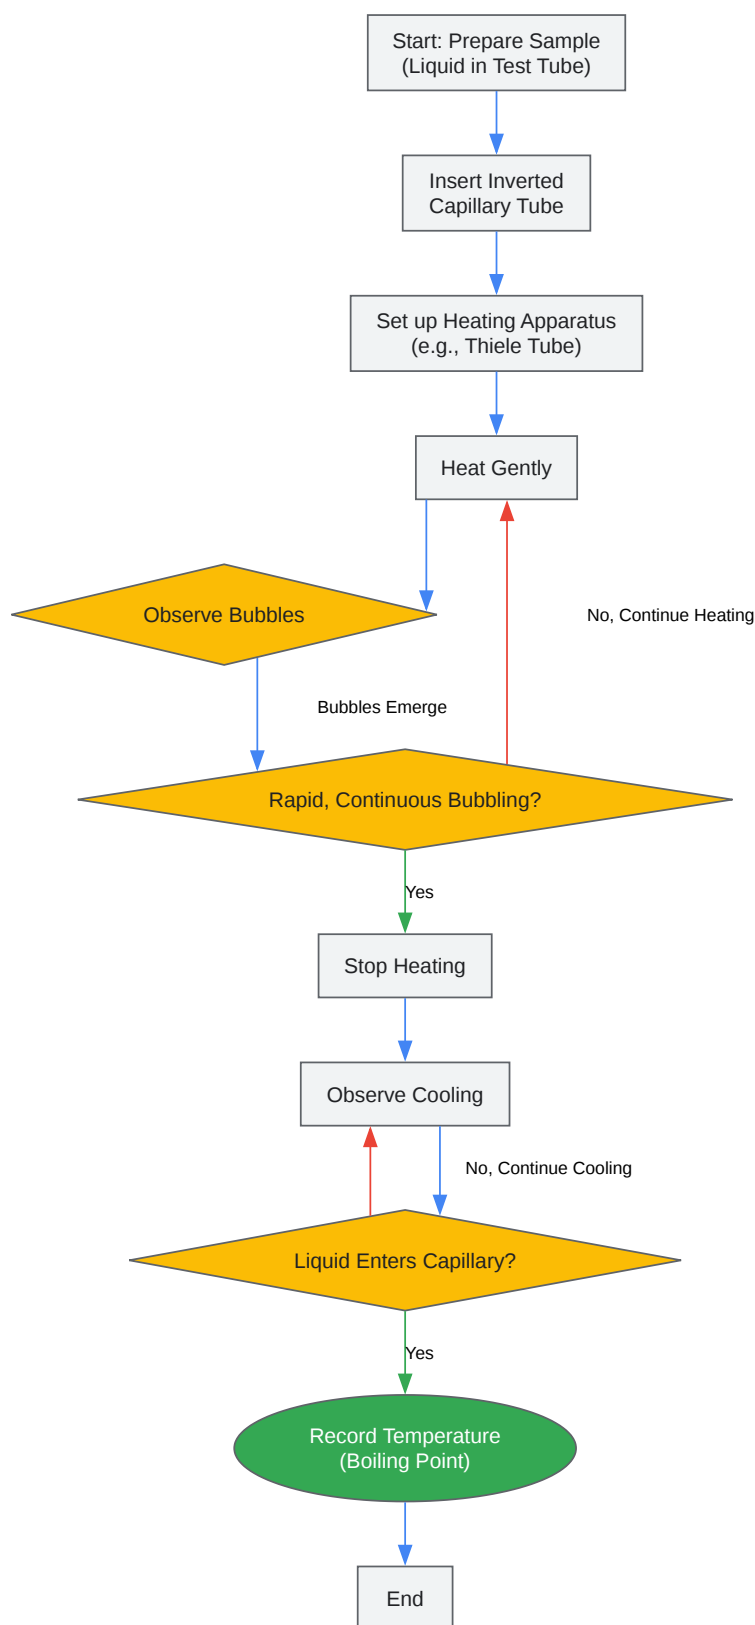 Start: Prepare Sample
(Liquid in Test Tube)
Insert Inverted
Capillary Tube
Set up Heating Apparatus
(e.g., Thiele Tube)
Heat Gently
Observe Bubbles
No, Continue Heating
Bubbles Emerge
Rapid, Continuous Bubbling?
Yes
Stop Heating
Observe Cooling
No, Continue Cooling
Liquid Enters Capillary?
Yes
Record Temperature
(Boiling Point)
End